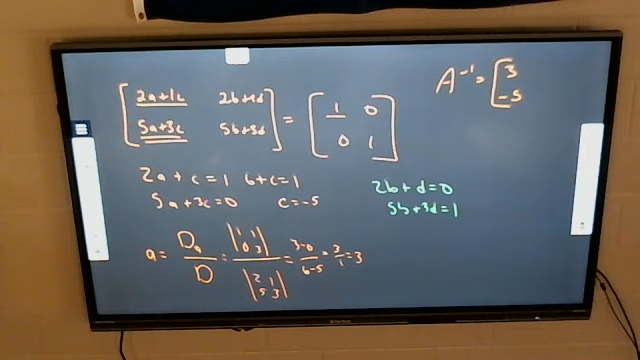 [ 2a+1c 2b+1d ] = [ 1 0 ]
[ 5a+3c 5b+3d ] [ 0 1 ]
A⁻¹ = [ 3
-5
2a + c = 1 6+c=1
5a+3c=0 c=-5
2b+d=0
5b+3d=1
a = Da/D = |1 1; 0 3| / |2 1; 5 3| = 3-0/6-5 = 3/1 = 3